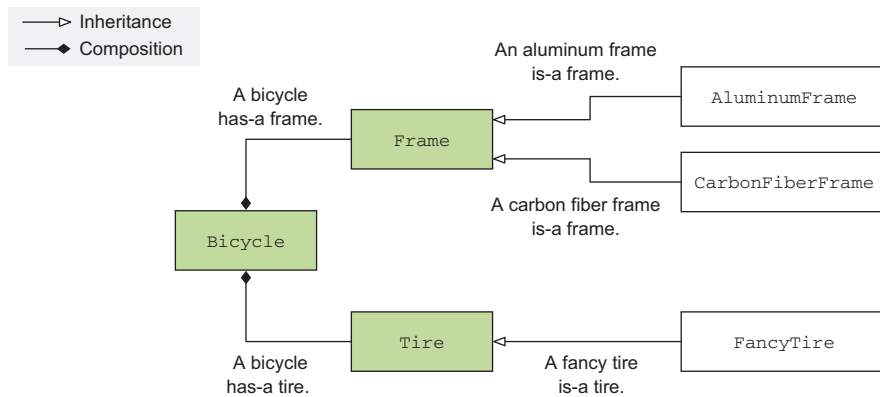 Inheritance
Composition
An aluminum frame
is-a frame.
AluminumFrame
A bicycle
has-a frame.
Frame
CarbonFiberFrame
A carbon fiber frame
is-a frame.
Bicycle
Tire
FancyTire
A bicycle
has-a tire.
A fancy tire
is-a tire.